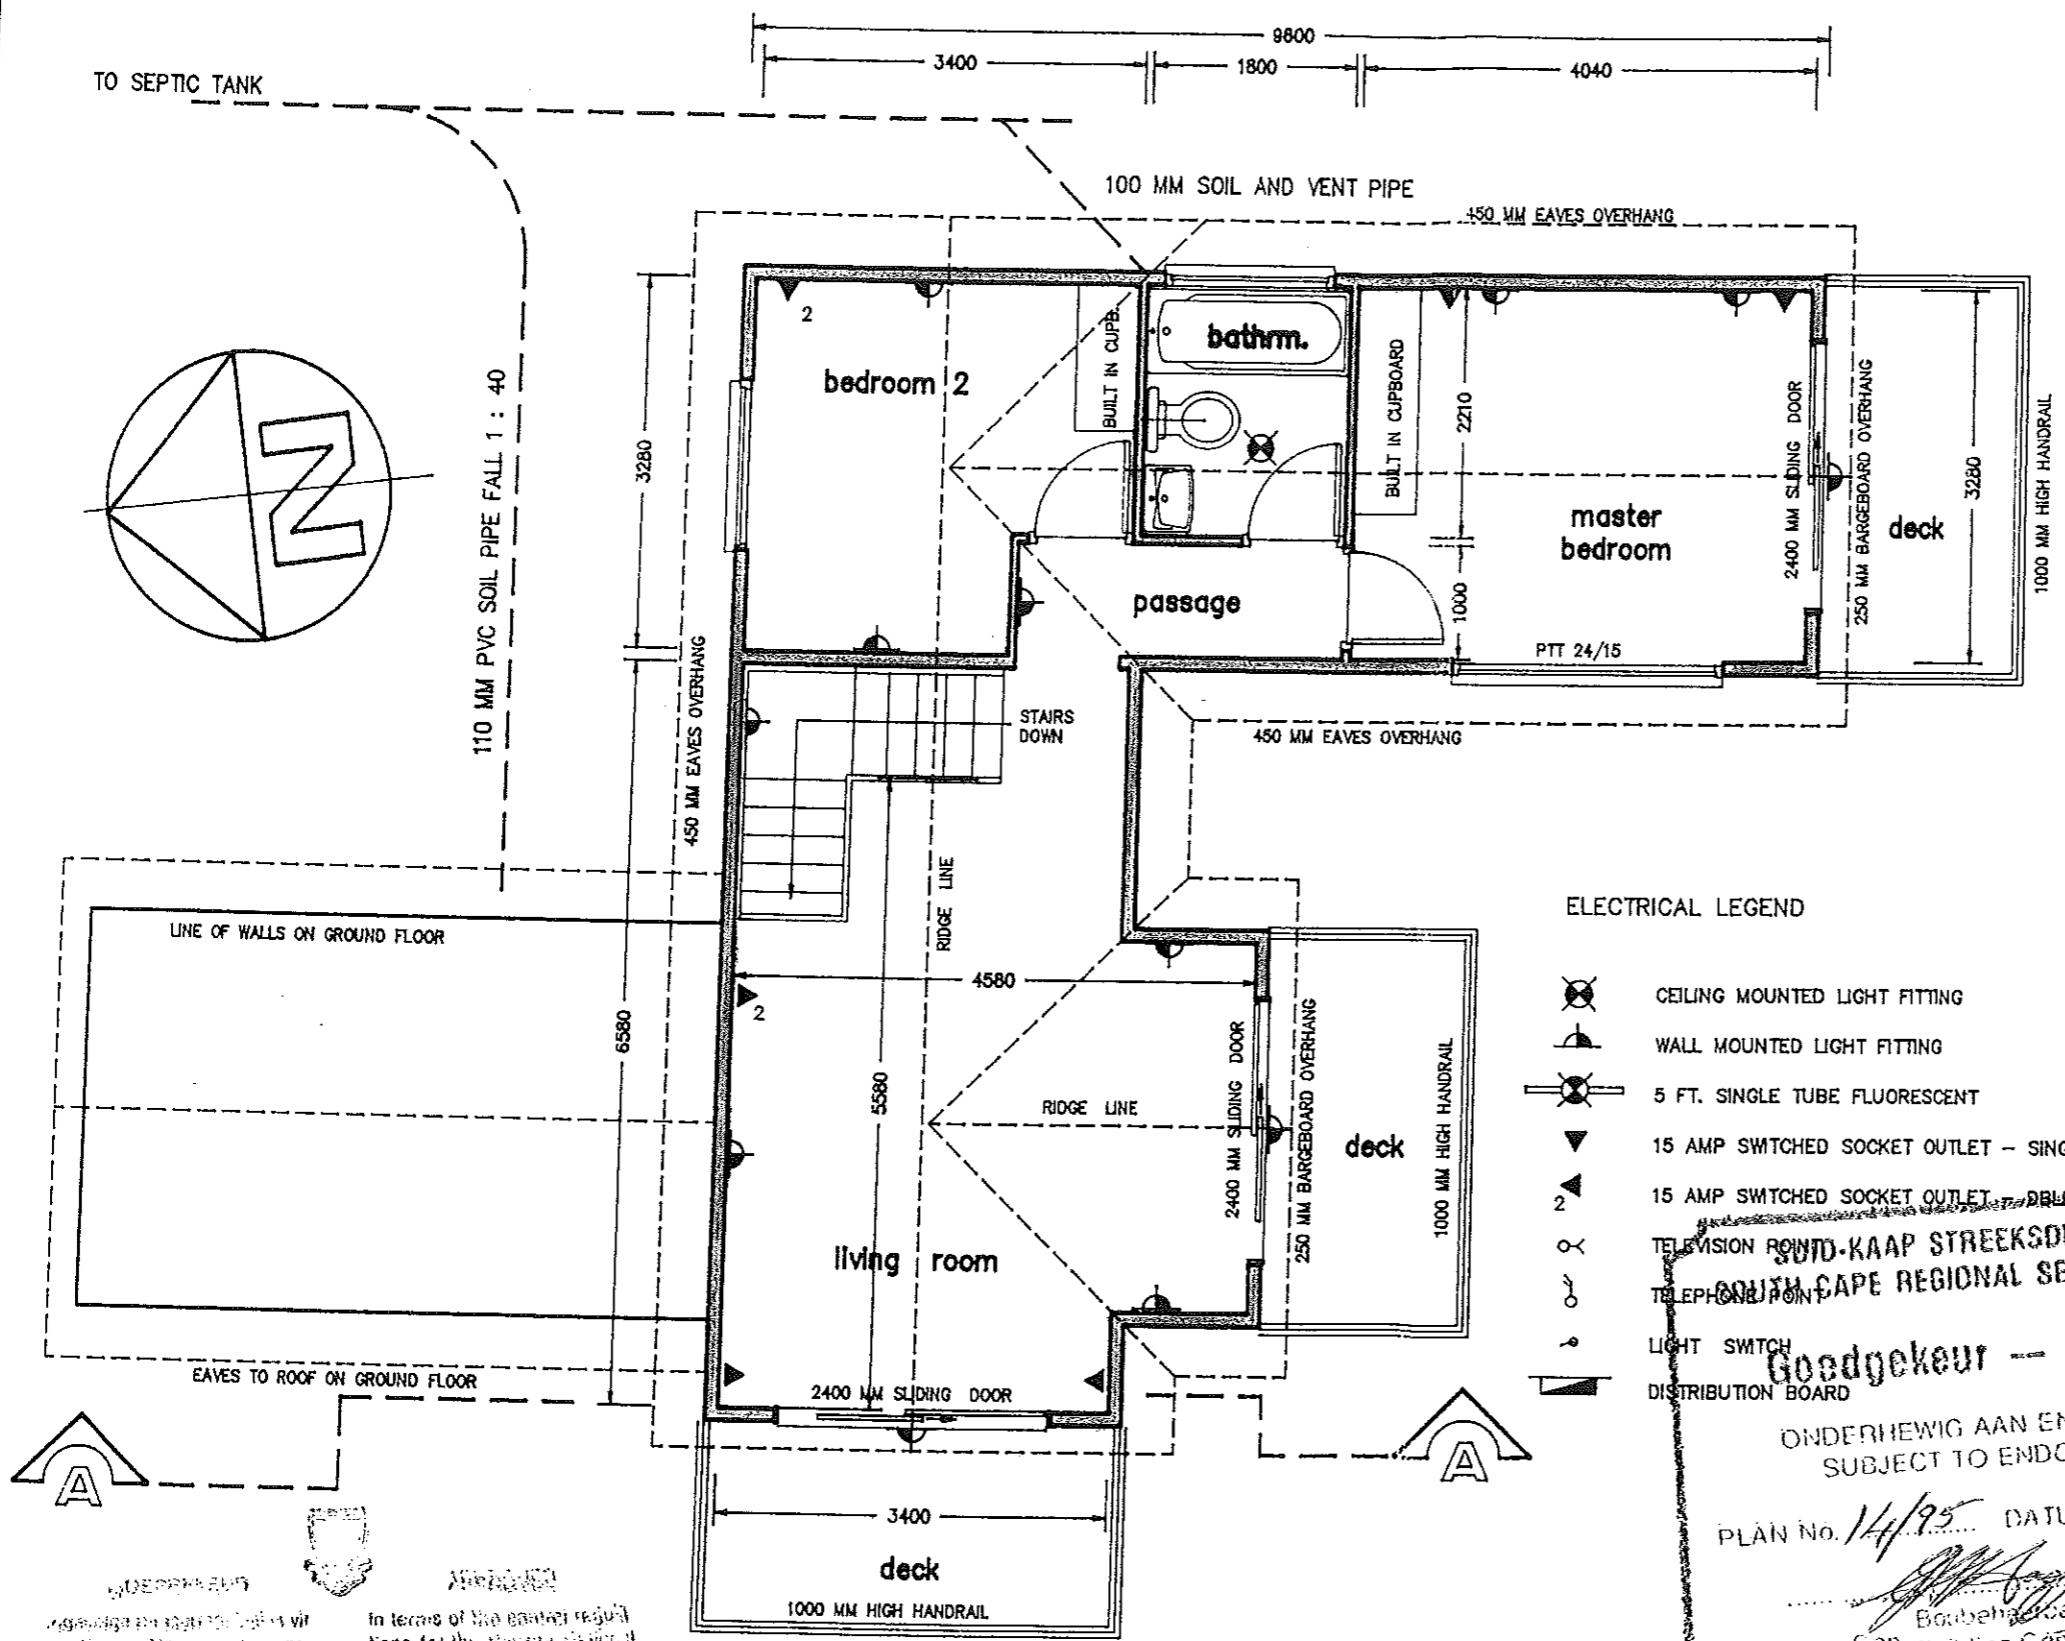 9800
3400
1800
4040
TO SEPTIC TANK
100 MM SOIL AND VENT PIPE
450 MM EAVES OVERHANG
2
bedroom 2
BUILT IN CUPB.
bathrm.
BUILT IN CUPBOARD
2210
2400 MM SLIDING DOOR
250 MM BARGEBOARD OVERHANG
3280
1000 MM HIGH HANDRAIL
deck
master
bedroom
N
110 MM PVC SOIL PIPE FALL 1 : 40
3280
passage
1000
PTT 24/15
450 MM EAVES OVERHANG
STAIRS
DOWN
450 MM EAVES OVERHANG
RIDGE LINE
LINE OF WALLS ON GROUND FLOOR
4580
2
6580
5580
RIDGE LINE
2400 MM SLIDING DOOR
250 MM BARGEBOARD OVERHANG
deck
1000 MM HIGH HANDRAIL
living room
EAVES TO ROOF ON GROUND FLOOR
2400 MM SLIDING DOOR
A
A
3400
deck
1000 MM HIGH HANDRAIL
ELECTRICAL LEGEND
CEILING MOUNTED LIGHT FITTING
WALL MOUNTED LIGHT FITTING
5 FT. SINGLE TUBE FLUORESCENT
15 AMP SWITCHED SOCKET OUTLET – SING
2 15 AMP SWITCHED SOCKET OUTLET – DBL
TELEVISION POINT
TELEPHONE POINT
LIGHT SWITCH
DISTRIBUTION BOARD
SUID-KAAP STREEKSD
SOUTH CAPE REGIONAL SE
Goedgekeur --
ONDERHEWIG AAN EN
SUBJECT TO ENDO
PLAN No. 14/95 DATU
In terms of the